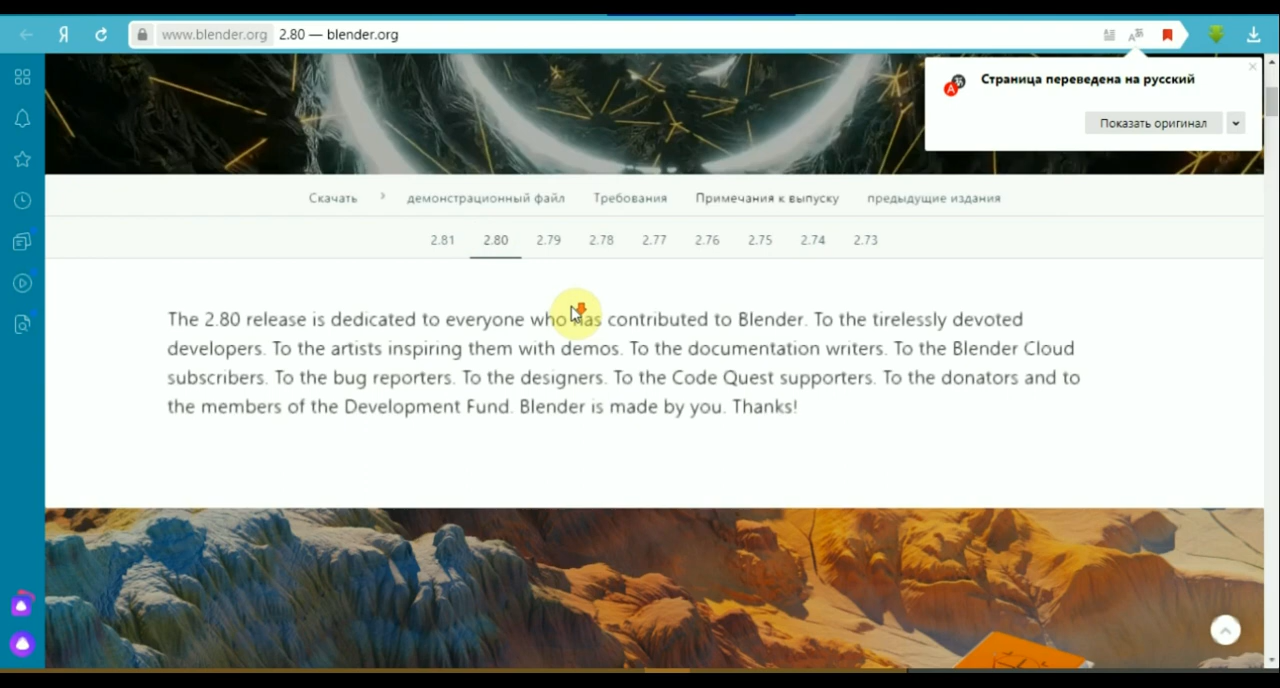 Я www.blender.org 2.80 — blender.org
Страница переведена на русский
Показать оригинал
Скачать › демонстрационный файл Требования Примечания к выпуску предыдущие издания
2.81 2.80 2.79 2.78 2.77 2.76 2.75 2.74 2.73
The 2.80 release is dedicated to everyone who has contributed to Blender. To the tirelessly devoted
developers. To the artists inspiring them with demos. To the documentation writers. To the Blender Cloud
subscribers. To the bug reporters. To the designers. To the Code Quest supporters. To the donators and to
the members of the Development Fund. Blender is made by you. Thanks!